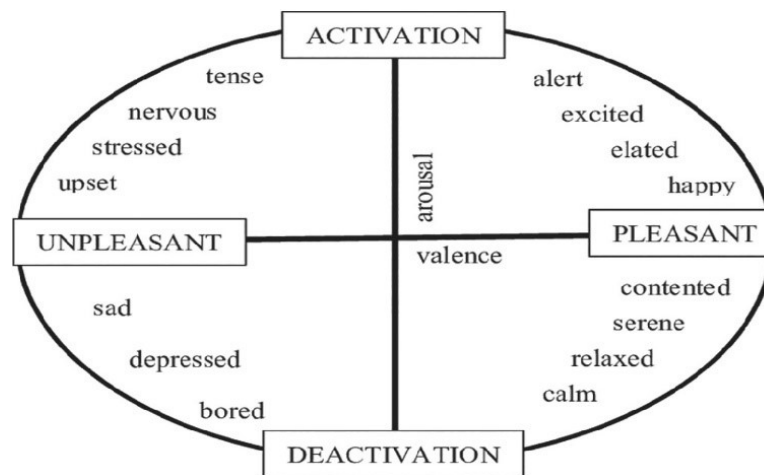 ACTIVATION
tense
alert
nervous
excited
stressed
elated
upset
happy
arousal
UNPLEASANT
PLEASANT
valence
contented
sad
serene
depressed
relaxed
calm
bored
DEACTIVATION